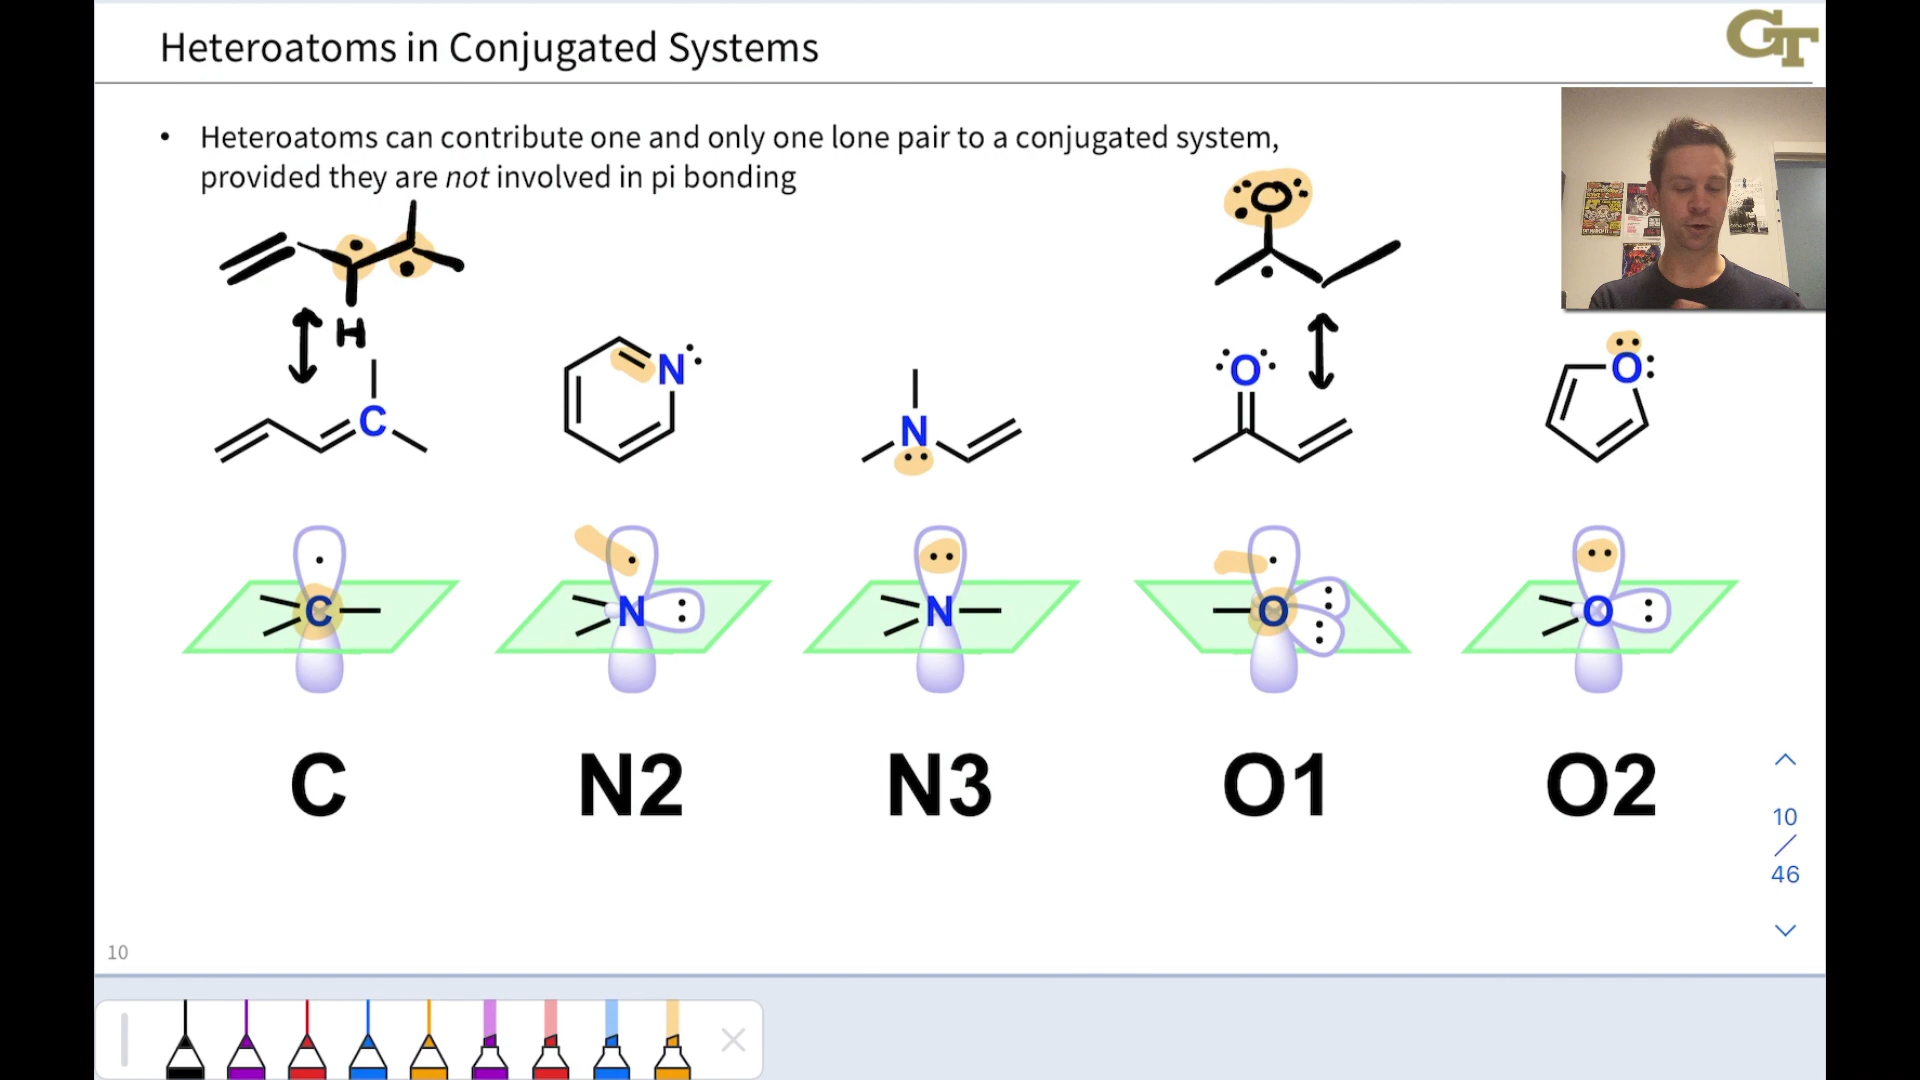 Heteroatoms in Conjugated Systems
GT
• Heteroatoms can contribute one and only one lone pair to a conjugated system,
provided they are not involved in pi bonding
O
H
C
N
N
O
O
C
N
N
O
O
C
N2
N3
O1
O2
10
/
46
10